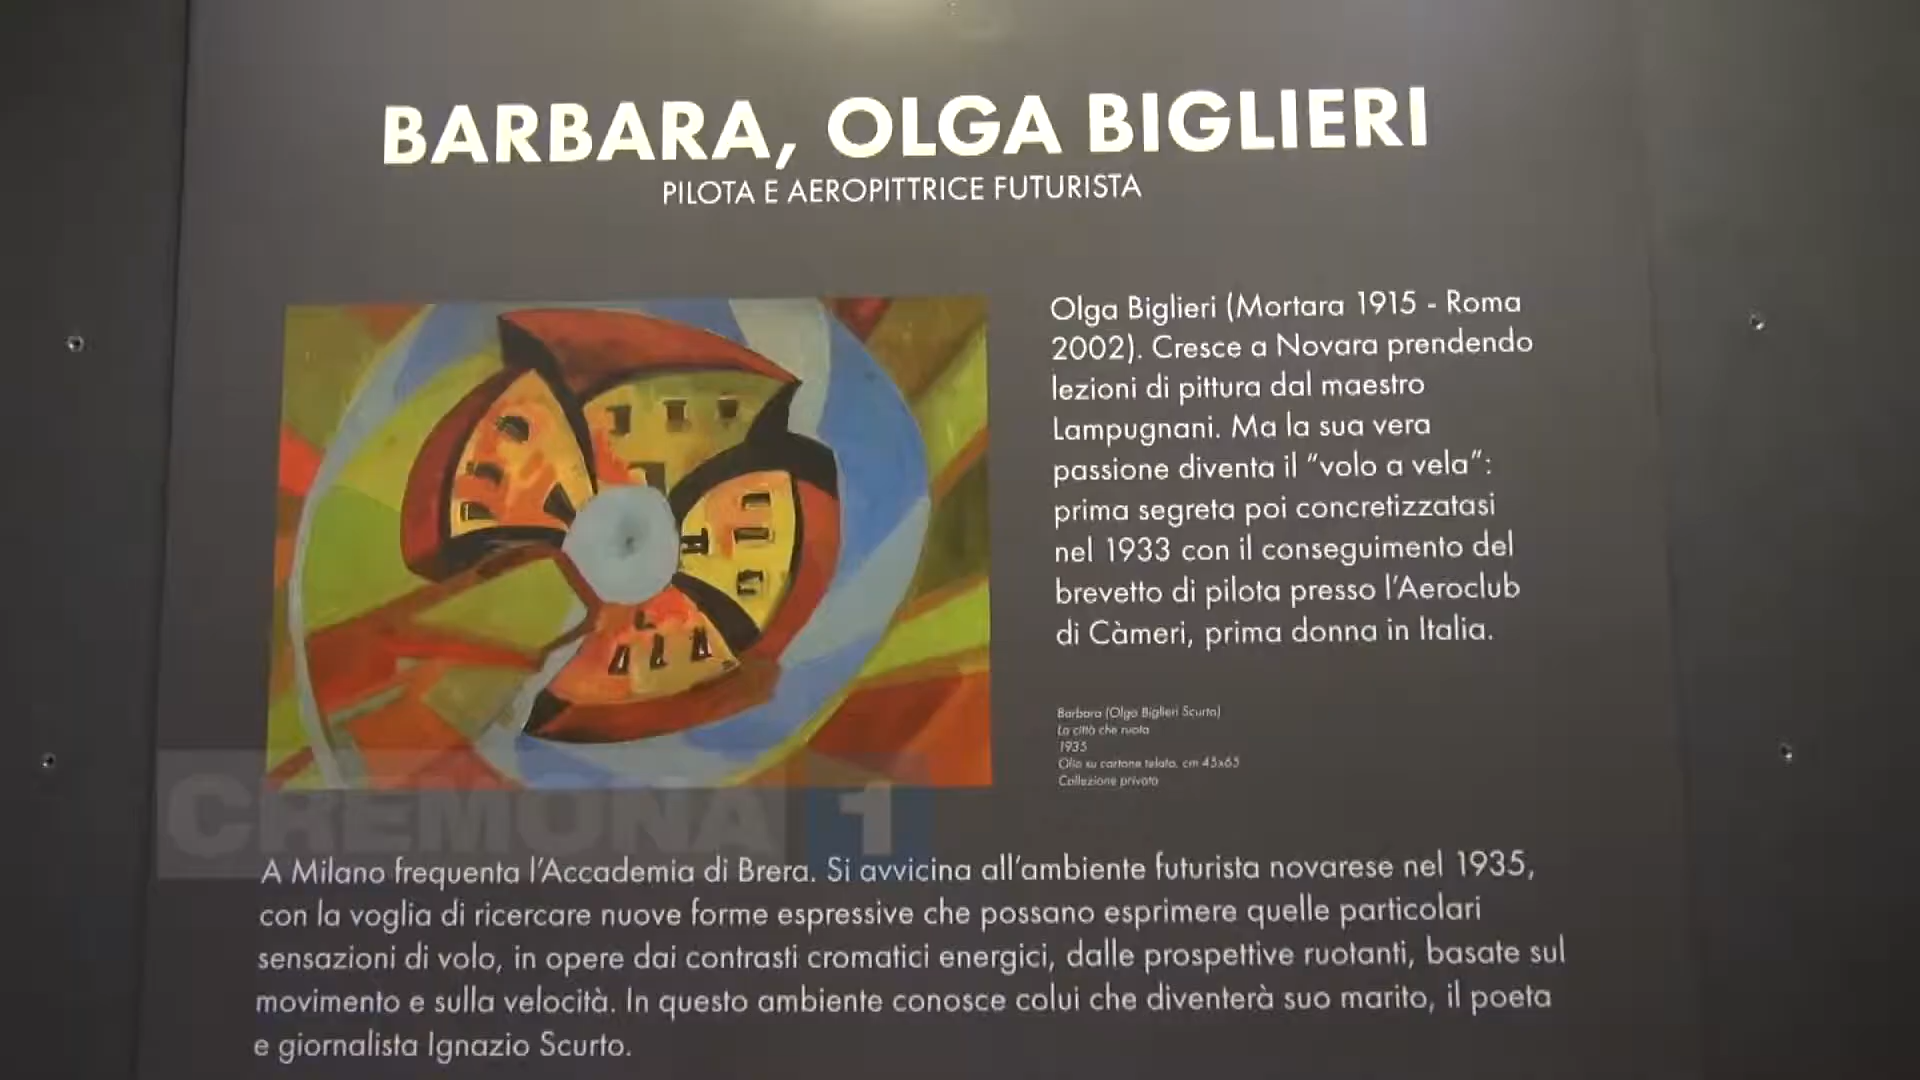 BARBARA, OLGA BIGLIERI
PILOTA E AEROPITTRICE FUTURISTA
Olga Biglieri (Mortara 1915 - Roma
2002). Cresce a Novara prendendo
lezioni di pittura dal maestro
Lampugnani. Ma la sua vera
passione diventa il “volo a vela”:
prima segreta poi concretizzatasi
nel 1933 con il conseguimento del
brevetto di pilota presso l’Aeroclub
di Càmeri, prima donna in Italia.
Barbara (Olga Biglieri Scurto)
La città che ruota
1935
Olio su cartone telato, cm 45x65
Collezione privata
CREMONA 1
A Milano frequenta l’Accademia di Brera. Si avvicina all’ambiente futurista novarese nel 1935,
con la voglia di ricercare nuove forme espressive che possano esprimere quelle particolari
sensazioni di volo, in opere dai contrasti cromatici energici, dalle prospettive ruotanti, basate sul
movimento e sulla velocità. In questo ambiente conosce colui che diventerà suo marito, il poeta
e giornalista Ignazio Scurto.